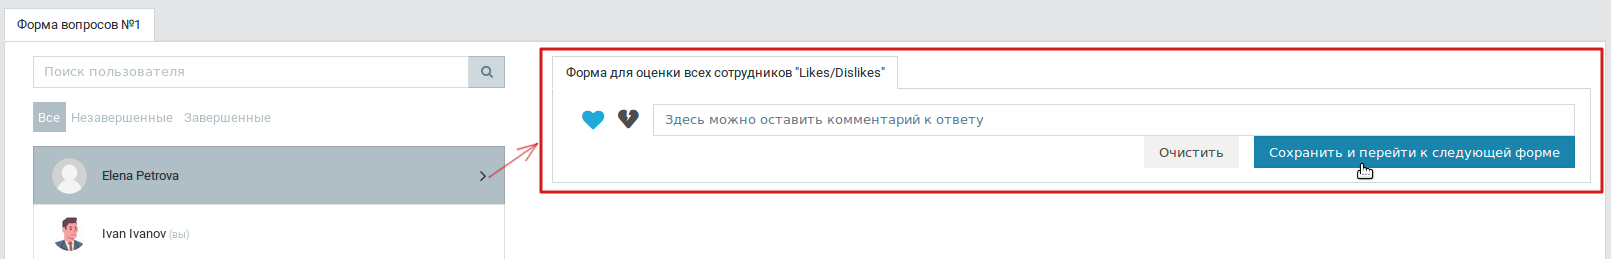 Форма вопросов №1
Поиск пользователя
Все Незавершенные Завершенные
Elena Petrova
Ivan Ivanov (вы)
Форма для оценки всех сотрудников "Likes/Dislikes"
Здесь можно оставить комментарий к ответу
Очистить Сохранить и перейти к следующей форме